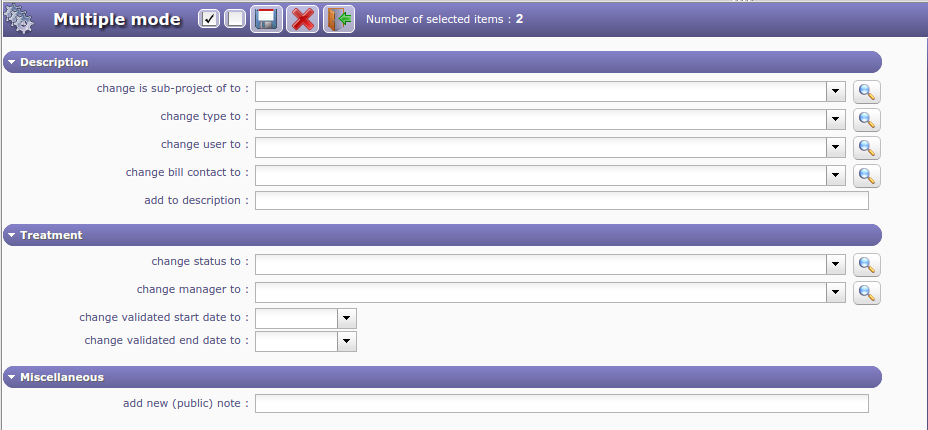 Multiple mode Number of selected items : 2
Description
change is sub-project of to :
change type to :
change user to :
change bill contact to :
add to description :
Treatment
change status to :
change manager to :
change validated start date to :
change validated end date to :
Miscellaneous
add new (public) note :